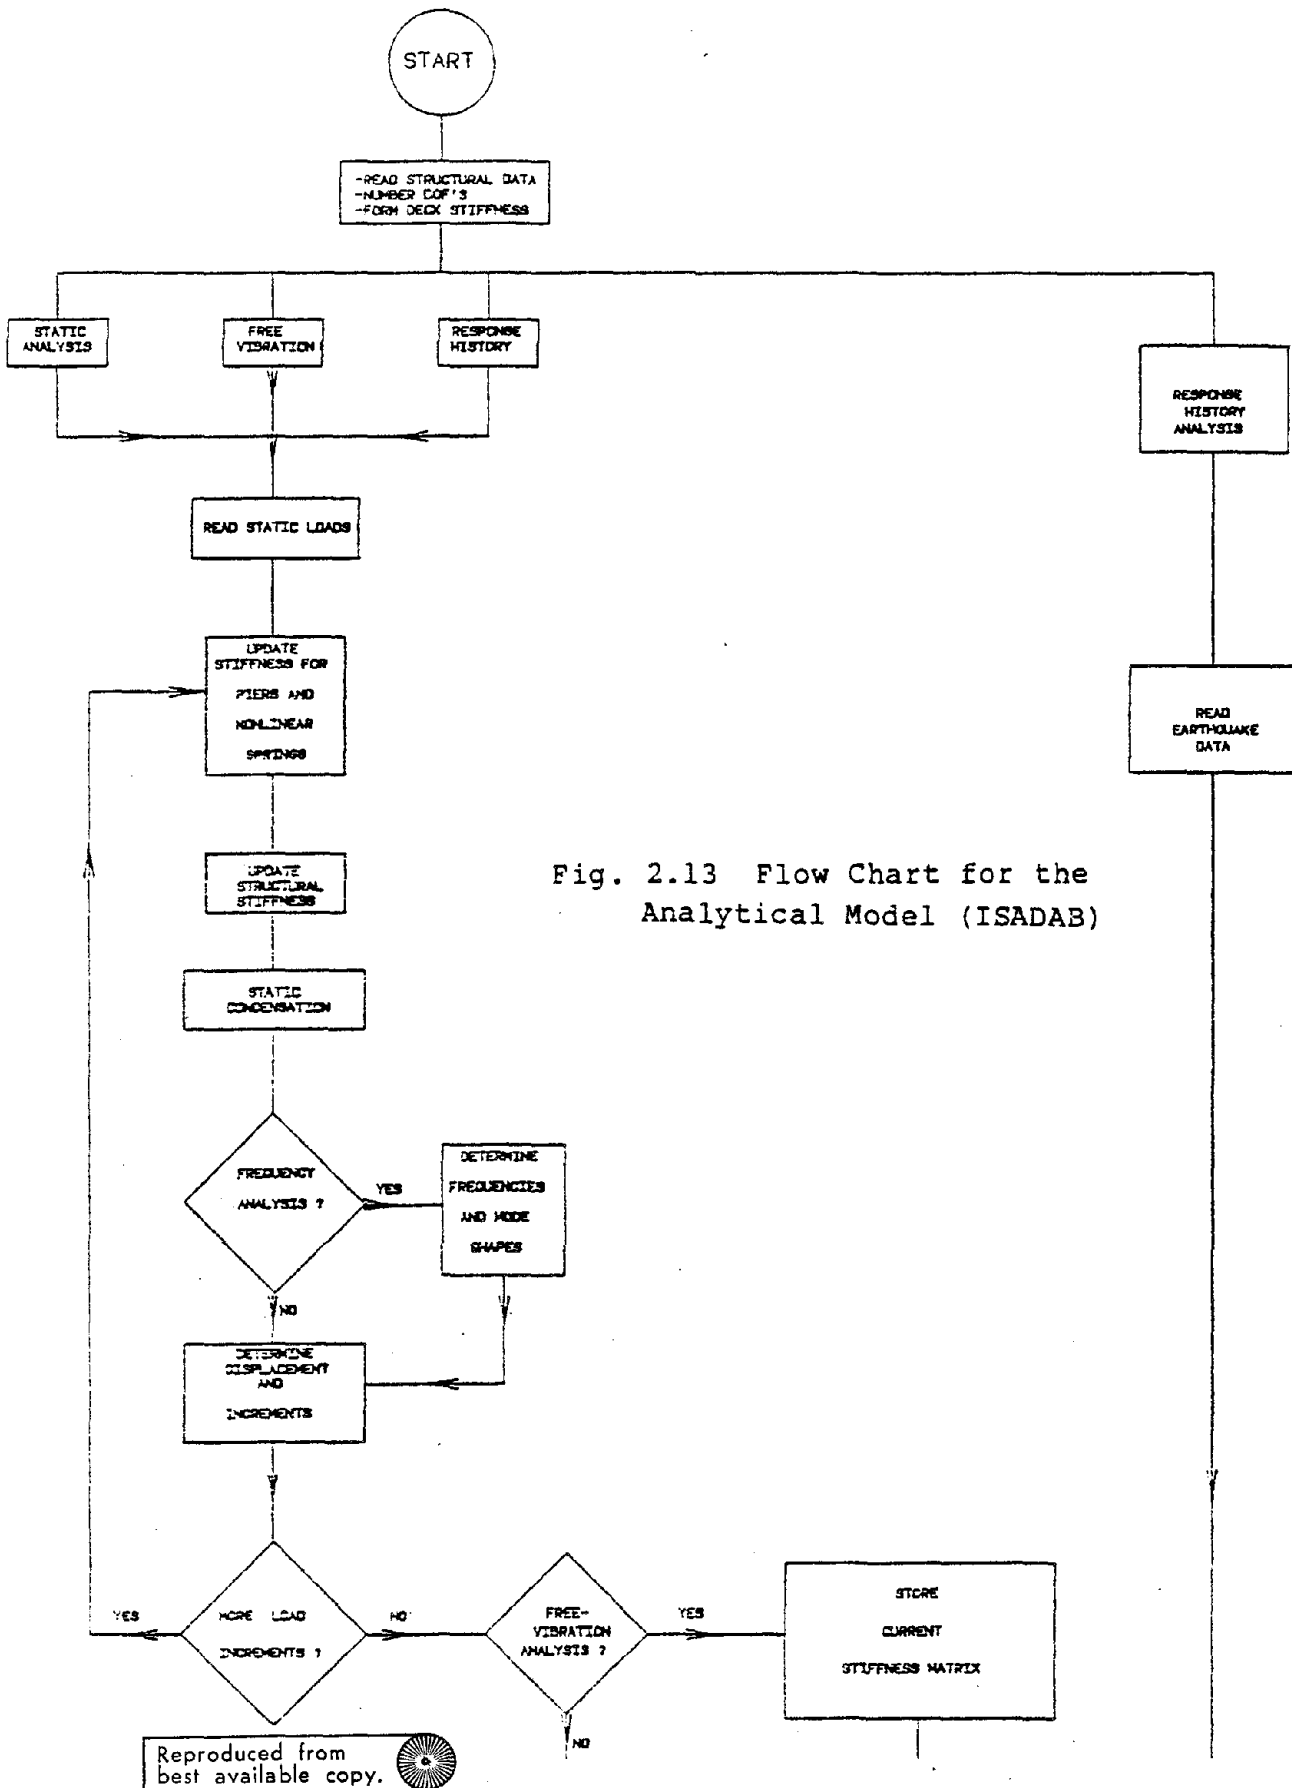 START
-READ STRUCTURAL DATA
-NUMBER DOF'S
-FORM DECK STIFFNESS
STATIC
ANALYSIS
FREE
VIBRATION
RESPONSE
HISTORY
RESPONSE
HISTORY
ANALYSIS
READ STATIC LOADS
UPDATE
STIFFNESS FOR
PIERS AND
NONLINEAR
SPRINGS
READ
EARTHQUAKE
DATA
UPDATE
STRUCTURAL
STIFFNESS
Fig. 2.13 Flow Chart for the
Analytical Model (ISADAB)
STATIC
CONDENSATION
FREQUENCY
ANALYSIS ?
YES
DETERMINE
FREQUENCIES
AND MODE
SHAPES
NO
DETERMINE
DISPLACEMENT
AND
INCREMENTS
YES
MORE LOAD
INCREMENTS ?
NO
FREE-
VIBRATION
ANALYSIS ?
YES
STORE
CURRENT
STIFFNESS MATRIX
NO
Reproduced from
best available copy.